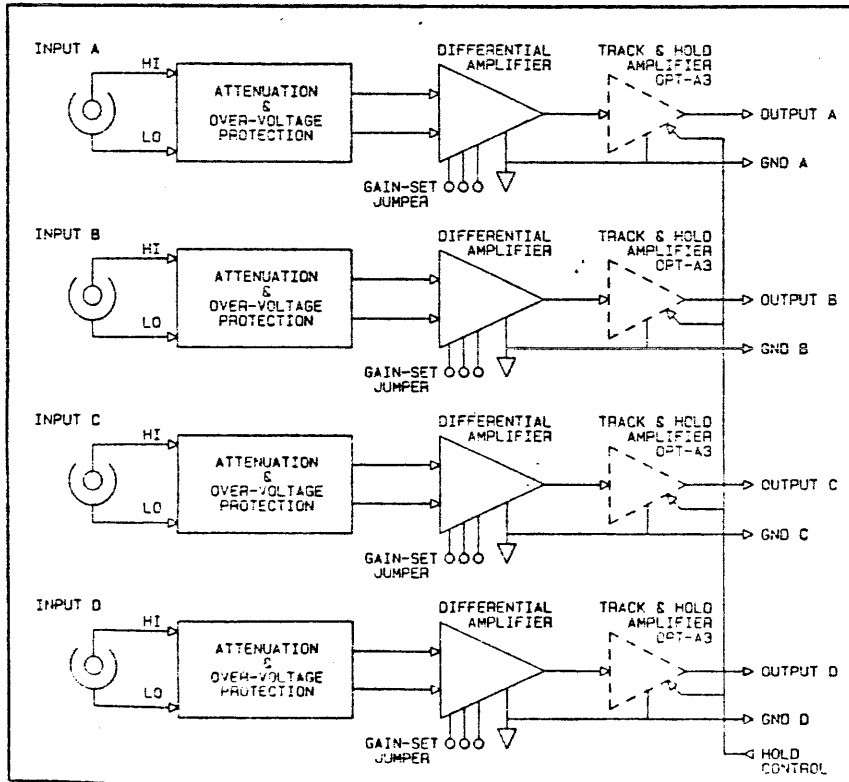 INPUT A
HI
LO
ATTENUATION
&
OVER-VOLTAGE
PROTECTION
DIFFERENTIAL
AMPLIFIER
GAIN-SET
JUMPER
TRACK & HOLD
AMPLIFIER
OPT-A3
OUTPUT A
GND A
INPUT B
HI
LO
ATTENUATION
&
OVER-VOLTAGE
PROTECTION
DIFFERENTIAL
AMPLIFIER
GAIN-SET
JUMPER
TRACK & HOLD
AMPLIFIER
OPT-A3
OUTPUT B
GND B
INPUT C
HI
LO
ATTENUATION
&
OVER-VOLTAGE
PROTECTION
DIFFERENTIAL
AMPLIFIER
GAIN-SET
JUMPER
TRACK & HOLD
AMPLIFIER
OPT-A3
OUTPUT C
GND C
INPUT D
HI
LO
ATTENUATION
&
OVER-VOLTAGE
PROTECTION
DIFFERENTIAL
AMPLIFIER
GAIN-SET
JUMPER
TRACK & HOLD
AMPLIFIER
OPT-A3
OUTPUT D
GND D
HOLD
CONTROL